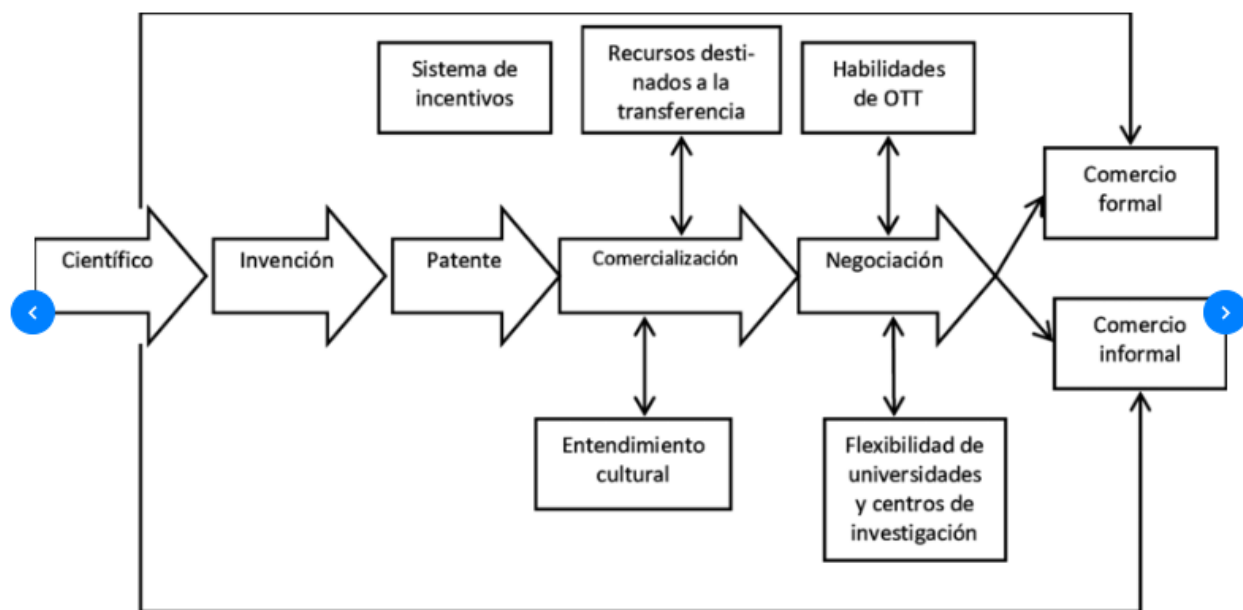 Sistema de
incentivos
Recursos desti-
nados a la
transferencia
Habilidades
de OTT
Comercio
formal
Científico
Invención
Patente
Comercialización
Negociación
Comercio
informal
Entendimiento
cultural
Flexibilidad de
universidades
y centros de
investigación